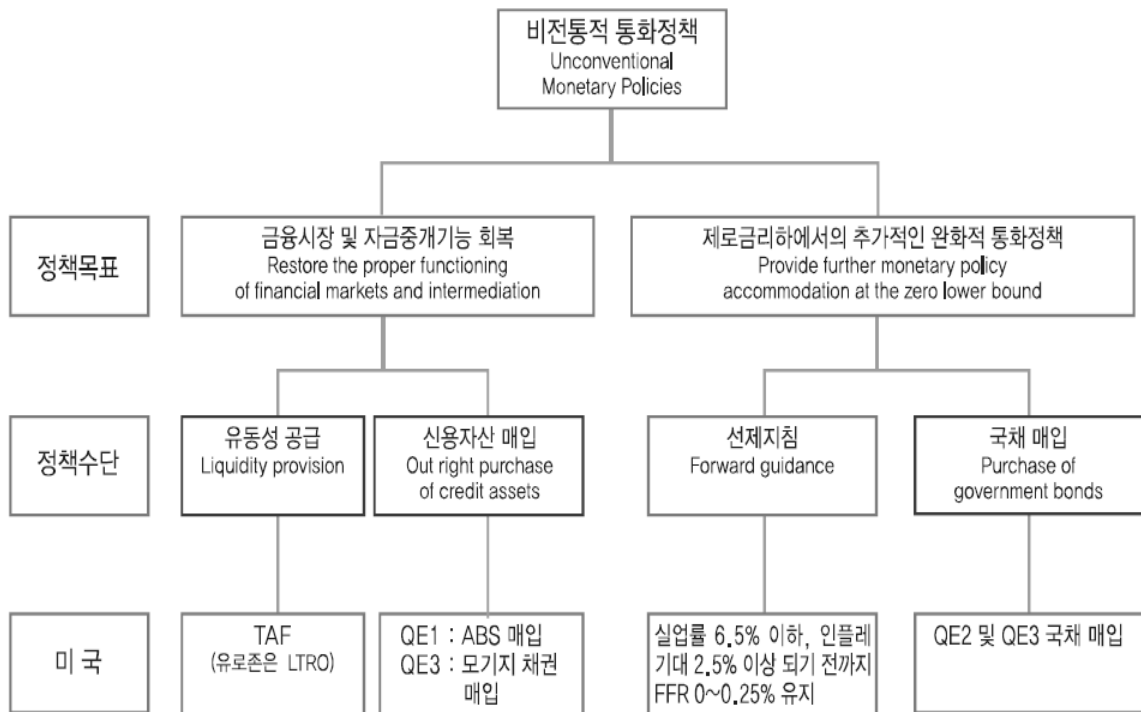 비전통적 통화정책
Unconventional
Monetary Policies
정책목표
금융시장 및 자금중개기능 회복
Restore the proper functioning
of financial markets and intermediation
제로금리하에서의 추가적인 완화적 통화정책
Provide further monetary policy
accommodation at the zero lower bound
정책수단
유동성 공급
Liquidity provision
신용자산 매입
Out right purchase
of credit assets
선제지침
Forward guidance
국채 매입
Purchase of
government bonds
미 국
TAF
(유로존은 LTRO)
QE1 : ABS 매입
QE3 : 모기지 채권
매입
실업률 6.5% 이하, 인플레
기대 2.5% 이상 되기 전까지
FFR 0~0.25% 유지
QE2 및 QE3 국채 매입